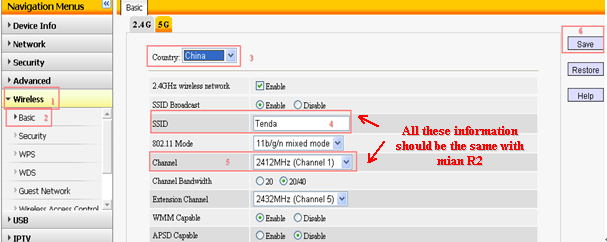 Navigation Menus
Device Info
Network
Security
Advanced
Wireless 1
Basic 2
Security
WPS
WDS
Guest Network
Wireless Access Control
USB
IPTV
Basic
2.4G 5G
Country: China 3
2.4GHz wireless network Enable
SSID Broadcast Enable Disable
SSID Tenda 4
802.11 Mode 11b/g/n mixed mode
Channel 5 2412MHz (Channel 1)
Channel Bandwidth 20 20/40
Extension Channel 2432MHz (Channel 5)
WMM Capable Enable Disable
APSD Capable Enable Disable
All these information
should be the same with
mian R2
6
Save
Restore
Help